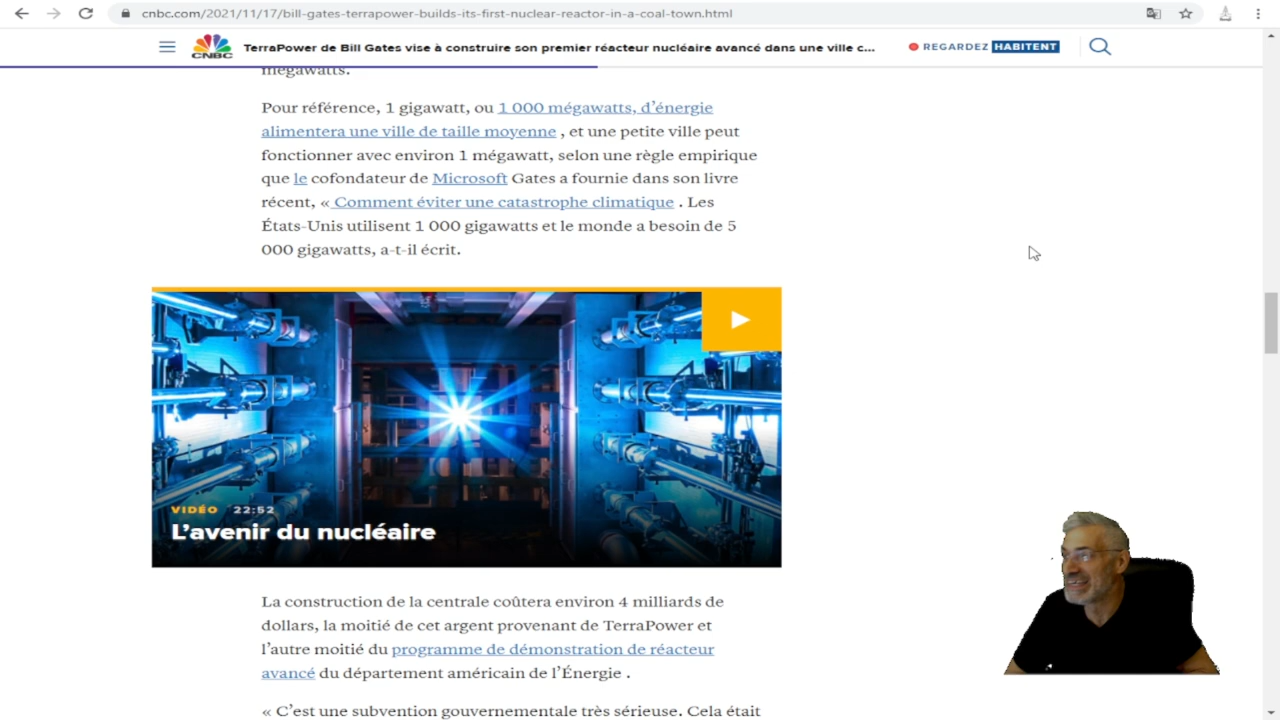 cnbc.com/2021/11/17/bill-gates-terrapower-builds-its-first-nuclear-reactor-in-a-coal-town.html
CNBC
TerraPower de Bill Gates vise à construire son premier réacteur nucléaire avancé dans une ville c...
REGARDEZ HABITENT
mégawatts.
Pour référence, 1 gigawatt, ou 1 000 mégawatts, d’énergie
alimentera une ville de taille moyenne , et une petite ville peut
fonctionner avec environ 1 mégawatt, selon une règle empirique
que le cofondateur de Microsoft Gates a fournie dans son livre
récent, « Comment éviter une catastrophe climatique . Les
États-Unis utilisent 1 000 gigawatts et le monde a besoin de 5
000 gigawatts, a-t-il écrit.
VIDÉO 22:52
L’avenir du nucléaire
La construction de la centrale coûtera environ 4 milliards de
dollars, la moitié de cet argent provenant de TerraPower et
l’autre moitié du programme de démonstration de réacteur
avancé du département américain de l’Énergie .
« C’est une subvention gouvernementale très sérieuse. Cela était